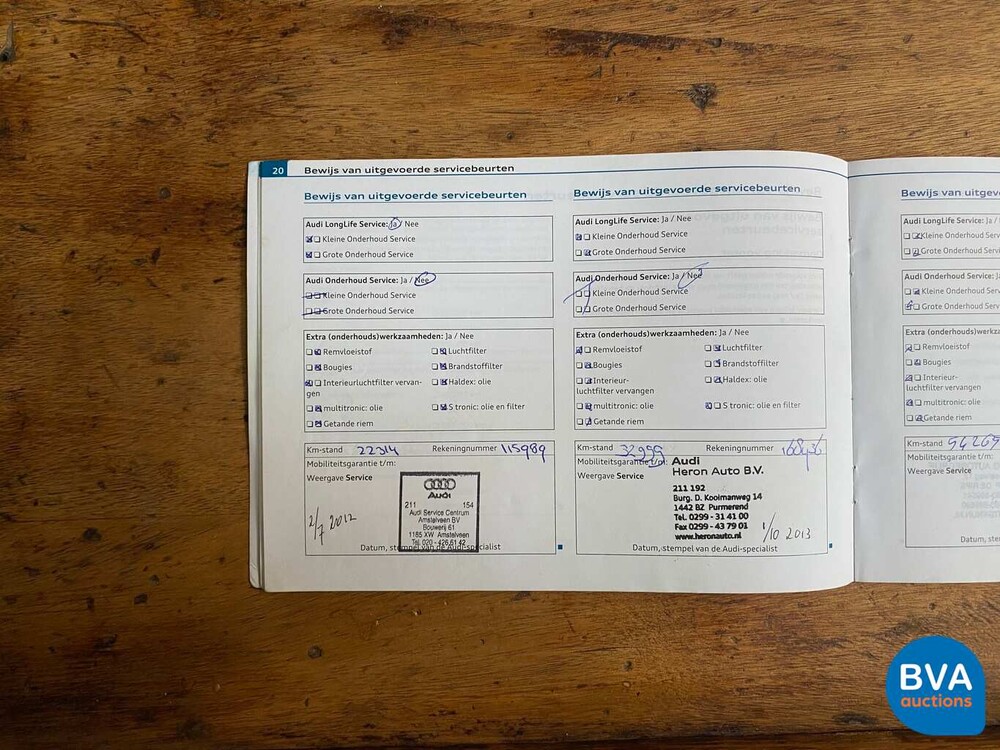 20 Bewijs van uitgevoerde servicebeurten
Bewijs van uitgevoerde servicebeurten
Audi LongLife Service: Ja / Nee
Kleine Onderhoud Service
Grote Onderhoud Service
Audi Onderhoud Service: Ja / Nee
Kleine Onderhoud Service
Grote Onderhoud Service
Extra (onderhouds)werkzaamheden: Ja / Nee
Remvloeistof Luchtfilter
Bougies Brandstoffilter
Interieurluchtfilter vervan- Haldex: olie
gen
multitronic: olie S tronic: olie en filter
Getande riem
Km-stand 22314 Rekeningnummer 115989
Mobiliteitsgarantie t/m:
Weergave Service
Audi
211 154
Audi Service Centrum
Amstelveen BV
Bouwerij 61
1185 XW Amstelveen
Tel. 020 - 426 61 42
2/7 2012
Datum, stempel van de Audi-specialist
Bewijs van uitgevoerde servicebeurten
Audi LongLife Service: Ja / Nee
Kleine Onderhoud Service
Grote Onderhoud Service
Audi Onderhoud Service: Ja / Nee
Kleine Onderhoud Service
Grote Onderhoud Service
Extra (onderhouds)werkzaamheden: Ja / Nee
Remvloeistof Luchtfilter
Bougies Brandstoffilter
Interieur- Haldex: olie
luchtfilter vervangen
multitronic: olie S tronic: olie en filter
Getande riem
Km-stand 32999 Rekeningnummer
Mobiliteitsgarantie t/m:
Weergave Service
Audi
Heron Auto B.V.
211 192
Burg. D. Kooimanweg 14
1442 BZ Purmerend
Tel. 0299 - 31 41 00
Fax 0299 - 43 79 01
www.heronauto.nl
1/10 2013
Datum, stempel van de Audi-specialist
Bewijs van uitgev
Audi LongLife Service: Ja /
Kleine Onderhoud Servic
Grote Onderhoud Servic
Audi Onderhoud Service: Ja
Kleine Onderhoud Servi
Grote Onderhoud Servi
Extra (onderhouds)werkza
Remvloeistof
Bougies
Interieur-
luchtfilter vervangen
multitronic: olie
Getande riem
Km-stand
Mobiliteitsgarantie t/m:
Weergave Service
Datum, ste
BVA
auctions